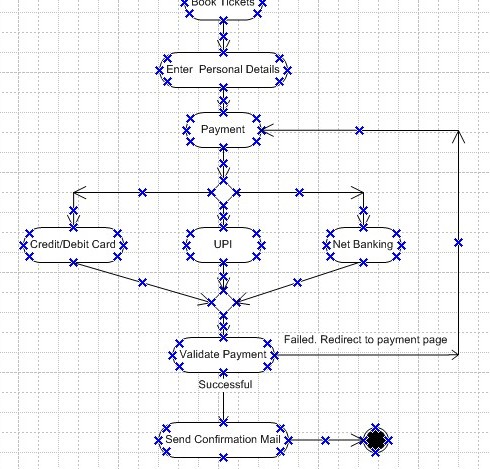 Book Tickets
Enter Personal Details
Payment
Credit/Debit Card
UPI
Net Banking
Failed. Redirect to payment page
Validate Payment
Successful
Send Confirmation Mail